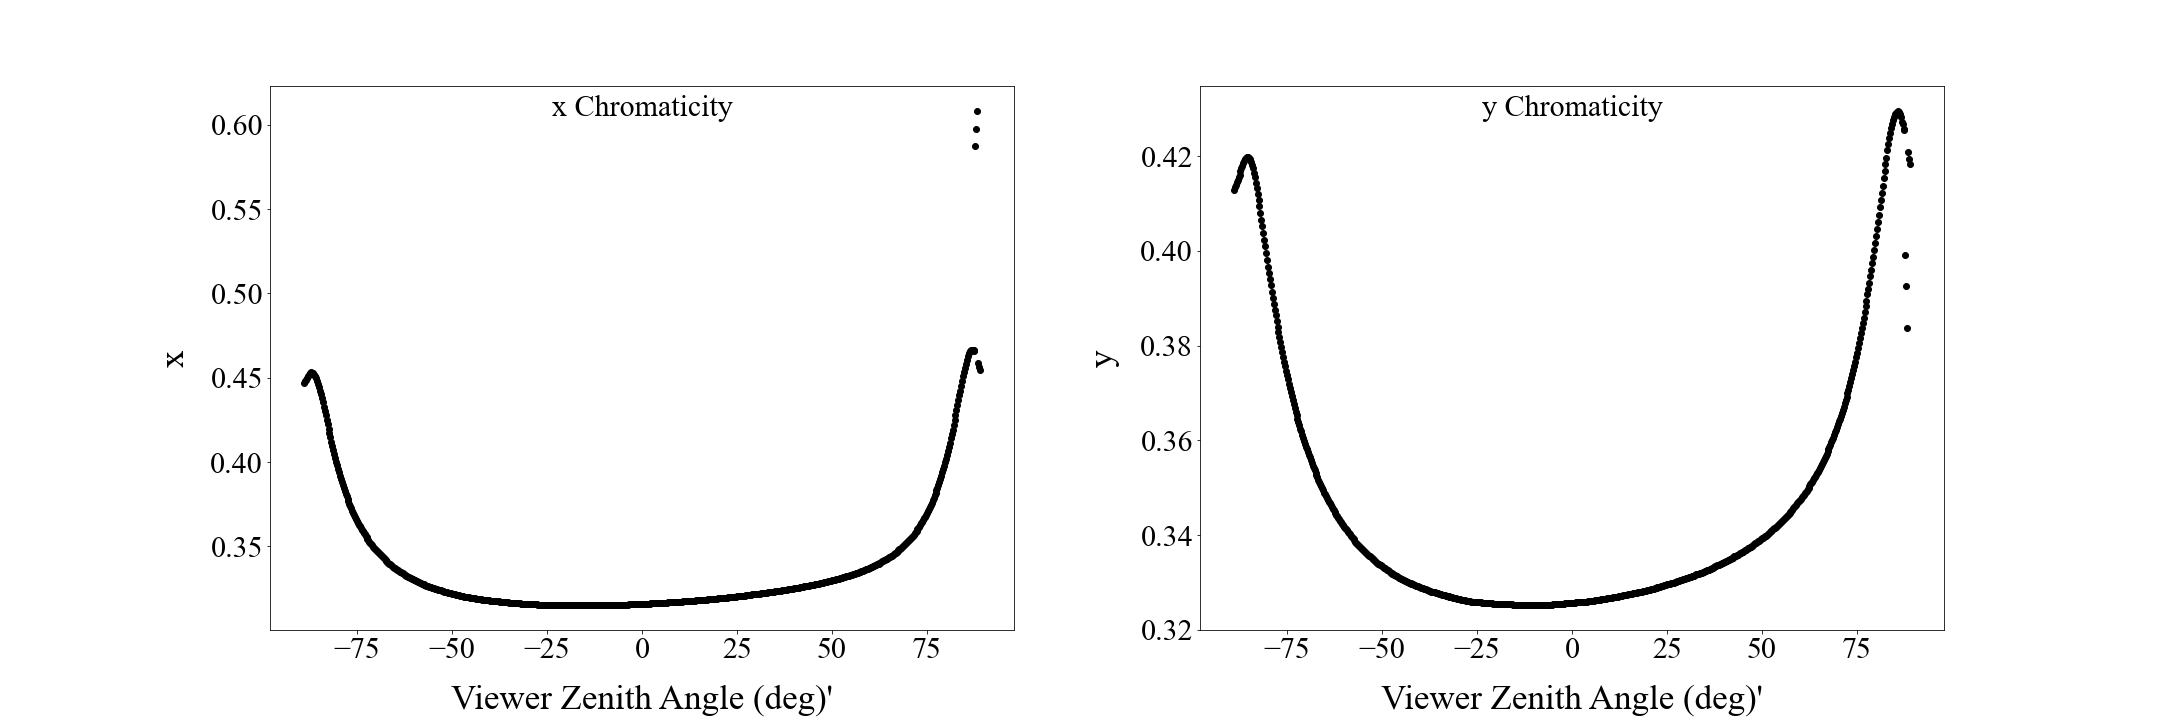 x Chromaticity
0.60
0.55
0.50
0.45
0.40
0.35
x
−75 −50 −25 0 25 50 75
Viewer Zenith Angle (deg)'
y Chromaticity
0.42
0.40
0.38
0.36
0.34
0.32
y
−75 −50 −25 0 25 50 75
Viewer Zenith Angle (deg)'